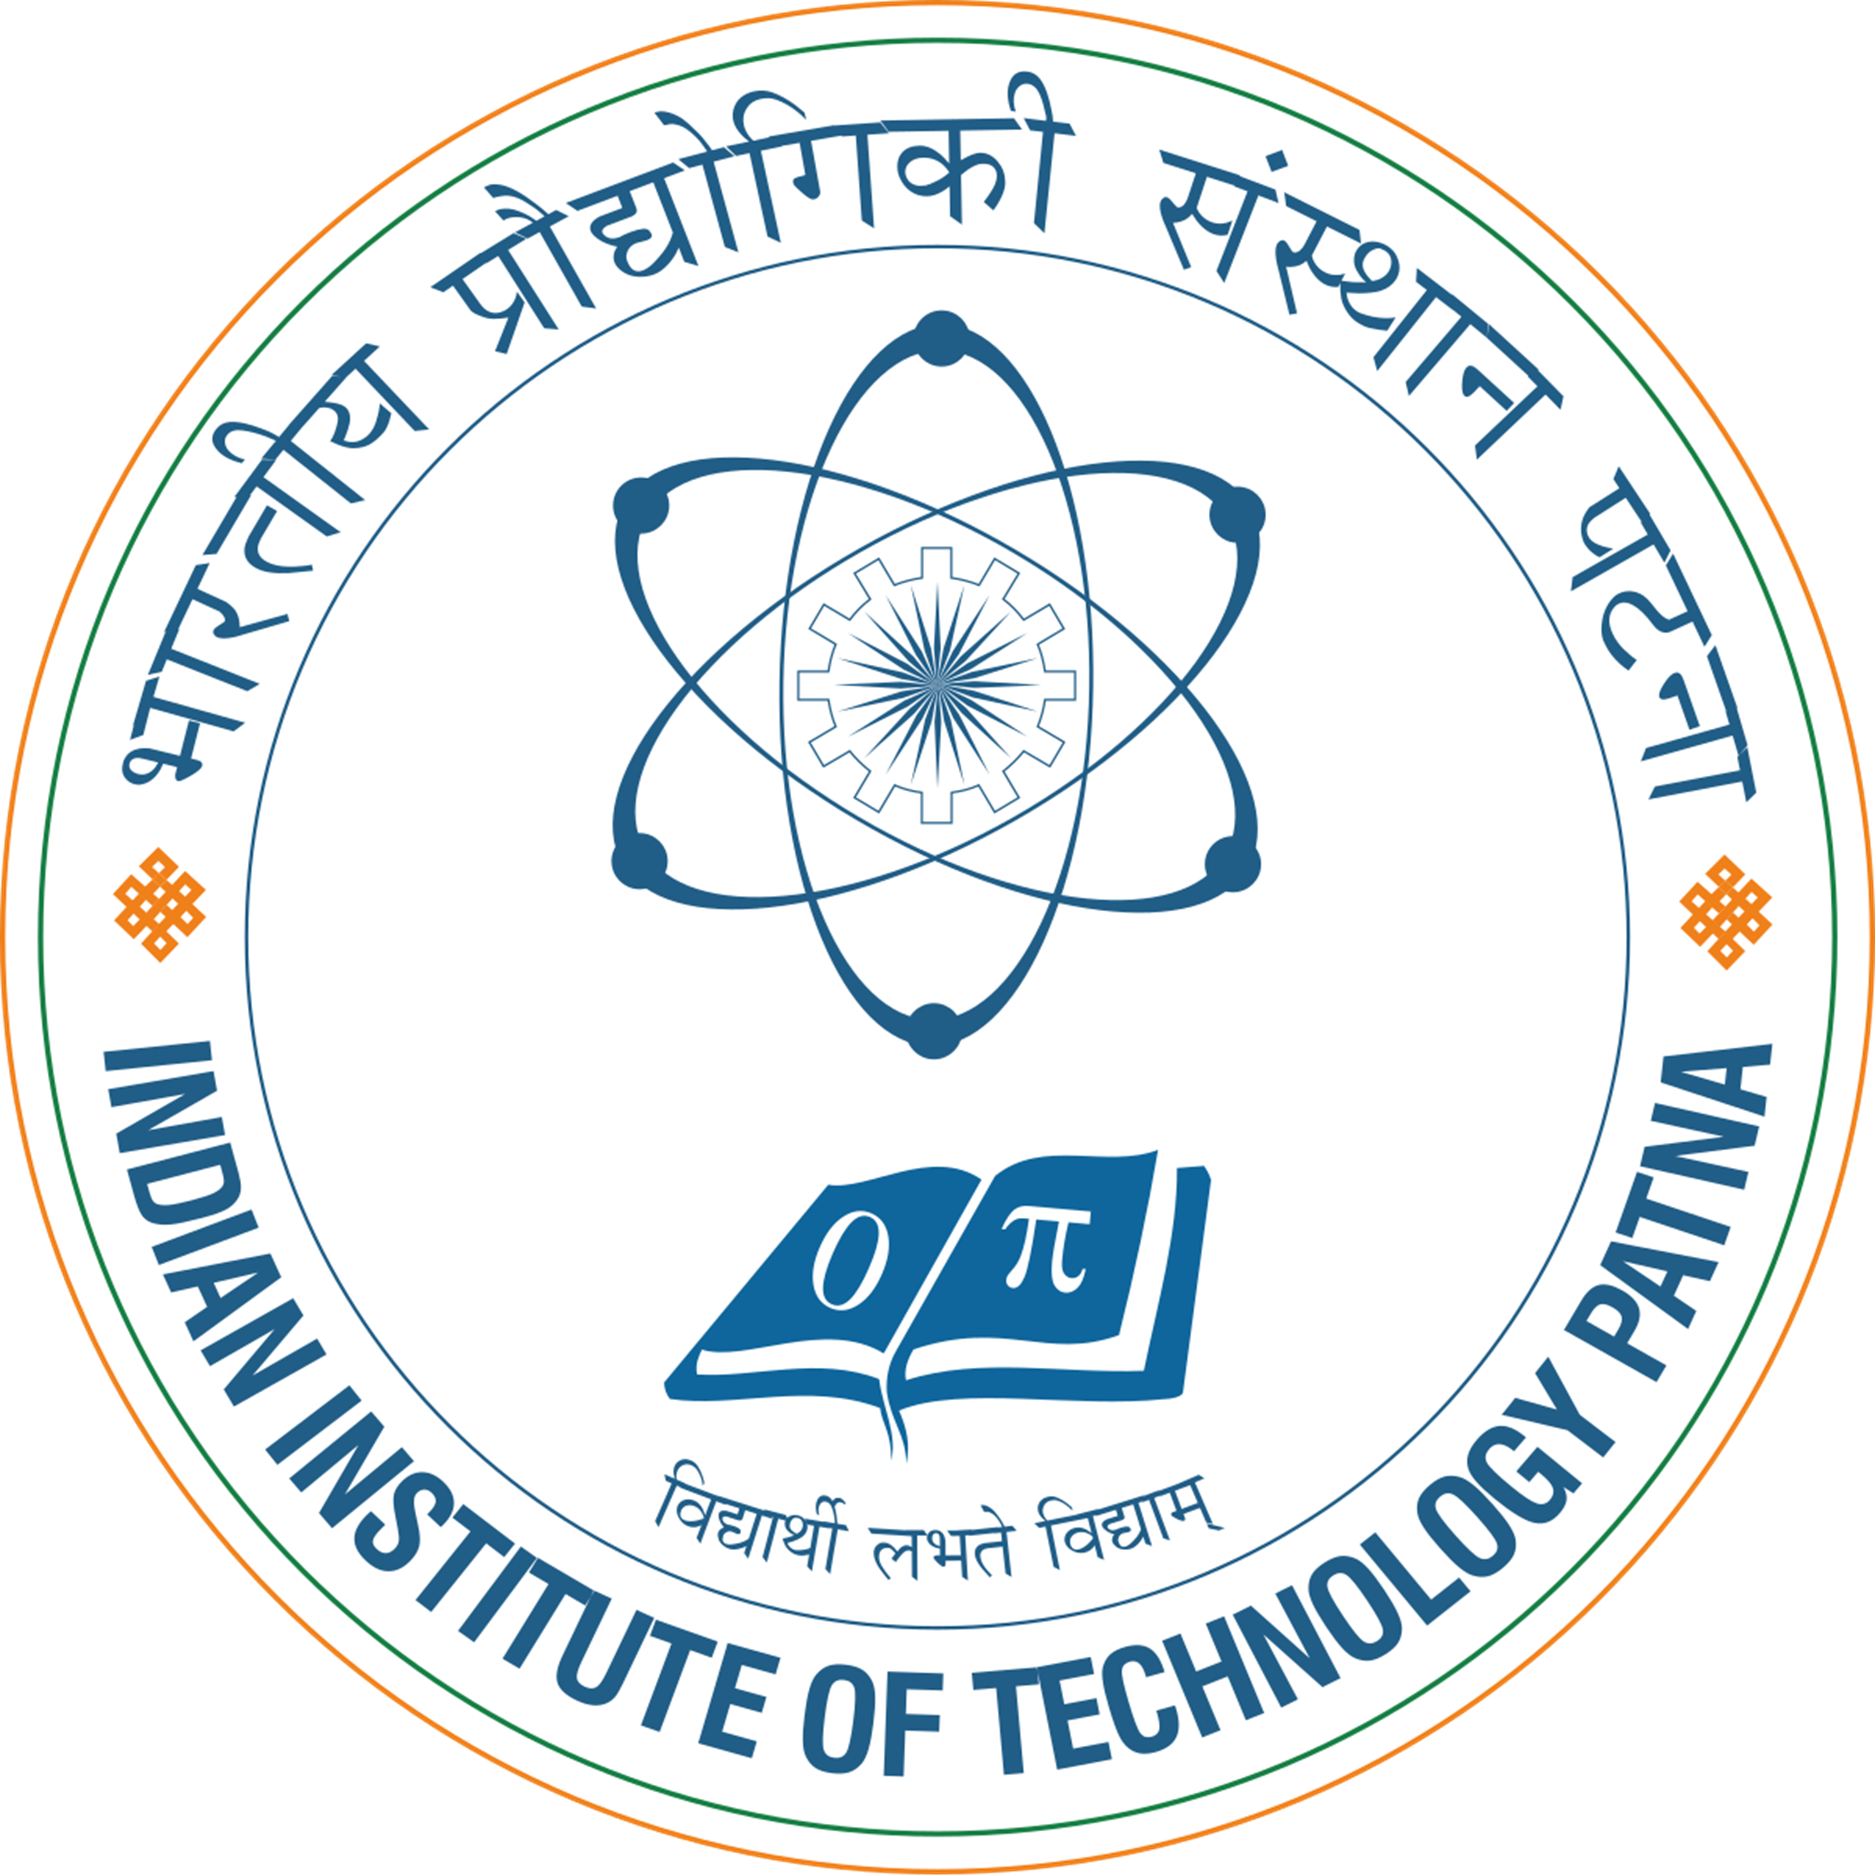 भारतीय प्रौद्योगिकी संस्थान पटना
0 π
विद्यार्थी लभते विद्याम्
INDIAN INSTITUTE OF TECHNOLOGY PATNA